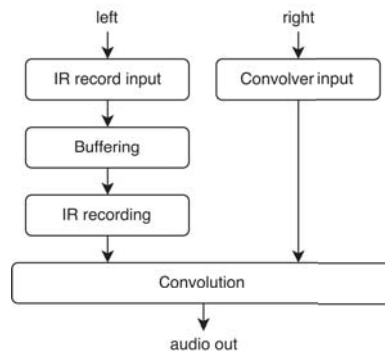 left
right
IR record input
Convolver input
Buffering
IR recording
Convolution
audio out